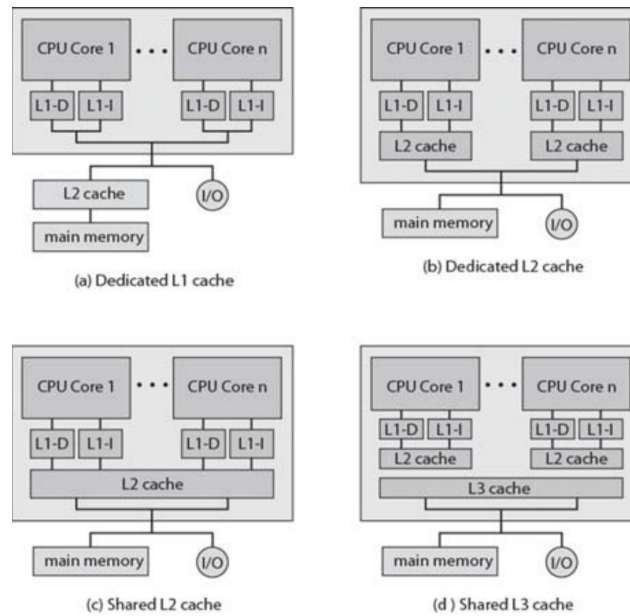 CPU Core 1 • • • CPU Core n
L1-D L1-I L1-D L1-I
L2 cache I/O
main memory
(a) Dedicated L1 cache
CPU Core 1 • • • CPU Core n
L1-D L1-I L1-D L1-I
L2 cache L2 cache
main memory I/O
(b) Dedicated L2 cache
CPU Core 1 • • • CPU Core n
L1-D L1-I L1-D L1-I
L2 cache
main memory I/O
(c) Shared L2 cache
CPU Core 1 • • • CPU Core n
L1-D L1-I L1-D L1-I
L2 cache L2 cache
L3 cache
main memory I/O
(d ) Shared L3 cache